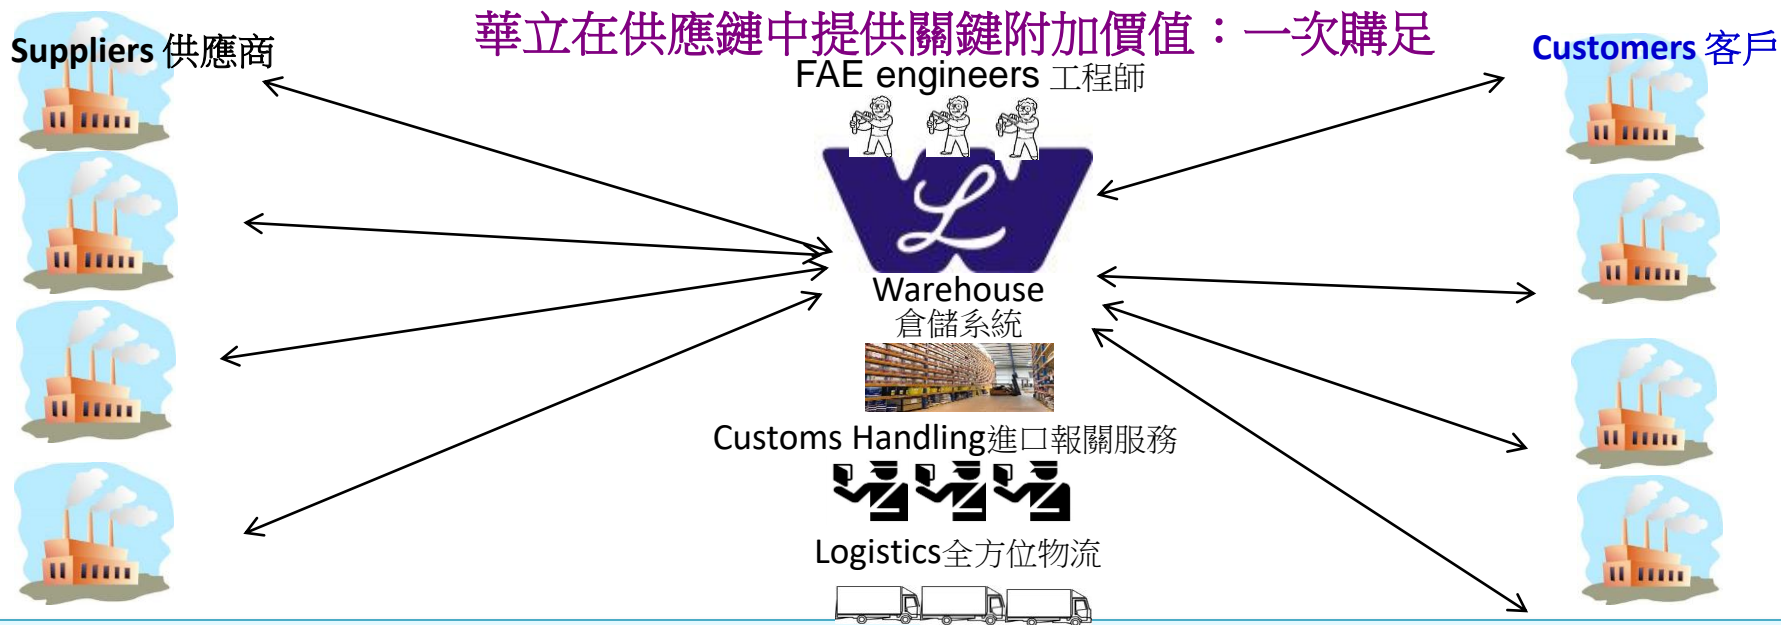 華立在供應鏈中提供關鍵附加價值：一次購足
Suppliers 供應商
Customers 客戶
FAE engineers 工程師
L
Warehouse
倉儲系統
Customs Handling進口報關服務
Logistics全方位物流